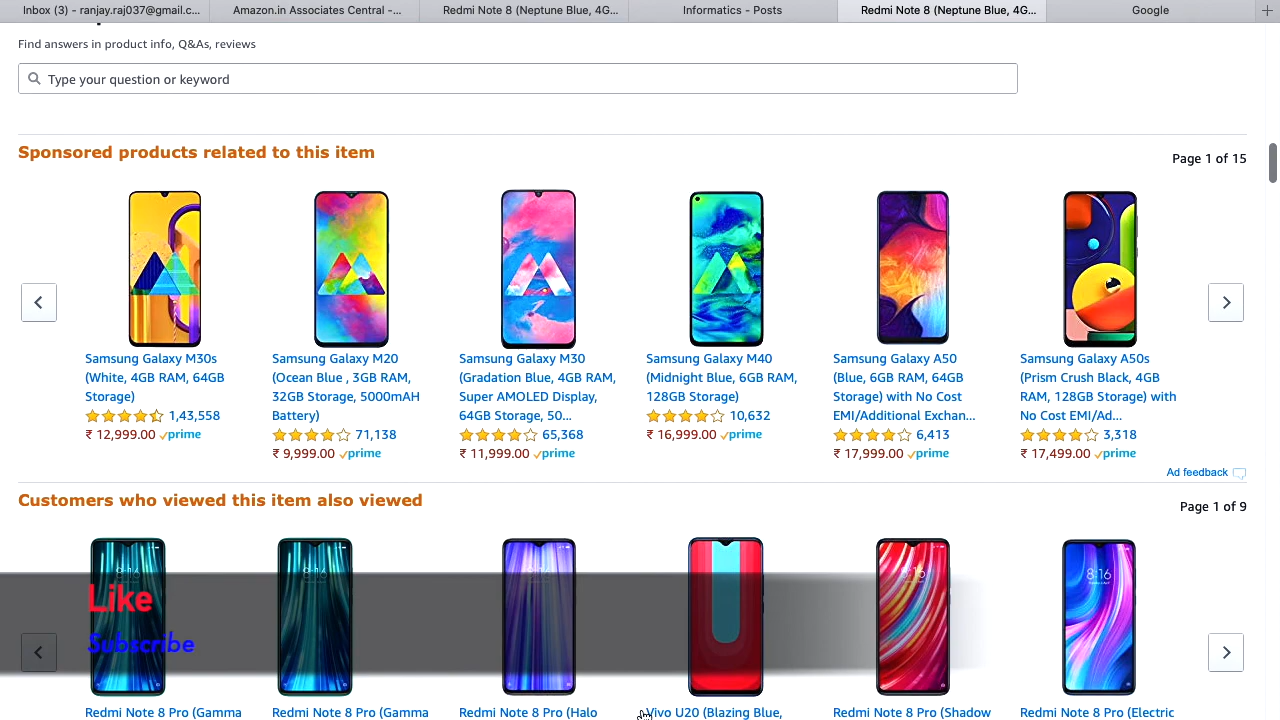 Inbox (3) - ranjay.raj037@gmail.c...
Amazon.in Associates Central -...
Redmi Note 8 (Neptune Blue, 4G...
Informatics - Posts
Redmi Note 8 (Neptune Blue, 4G...
Google
Find answers in product info, Q&As, reviews
Type your question or keyword
Sponsored products related to this item
Page 1 of 15
Samsung Galaxy M30s
(White, 4GB RAM, 64GB
Storage)
1,43,558
₹ 12,999.00 prime
Samsung Galaxy M20
(Ocean Blue , 3GB RAM,
32GB Storage, 5000mAH
Battery)
71,138
₹ 9,999.00 prime
Samsung Galaxy M30
(Gradation Blue, 4GB RAM,
Super AMOLED Display,
64GB Storage, 50...
65,368
₹ 11,999.00 prime
Samsung Galaxy M40
(Midnight Blue, 6GB RAM,
128GB Storage)
10,632
₹ 16,999.00 prime
Samsung Galaxy A50
(Blue, 6GB RAM, 64GB
Storage) with No Cost
EMI/Additional Exchan...
6,413
₹ 17,999.00 prime
Samsung Galaxy A50s
(Prism Crush Black, 4GB
RAM, 128GB Storage) with
No Cost EMI/Ad...
3,318
₹ 17,499.00 prime
Ad feedback
Customers who viewed this item also viewed
Page 1 of 9
8:16
8:16
8:16
8:16
8:16
Like
Subscribe
Redmi Note 8 Pro (Gamma
Redmi Note 8 Pro (Gamma
Redmi Note 8 Pro (Halo
Vivo U20 (Blazing Blue,
Redmi Note 8 Pro (Shadow
Redmi Note 8 Pro (Electric